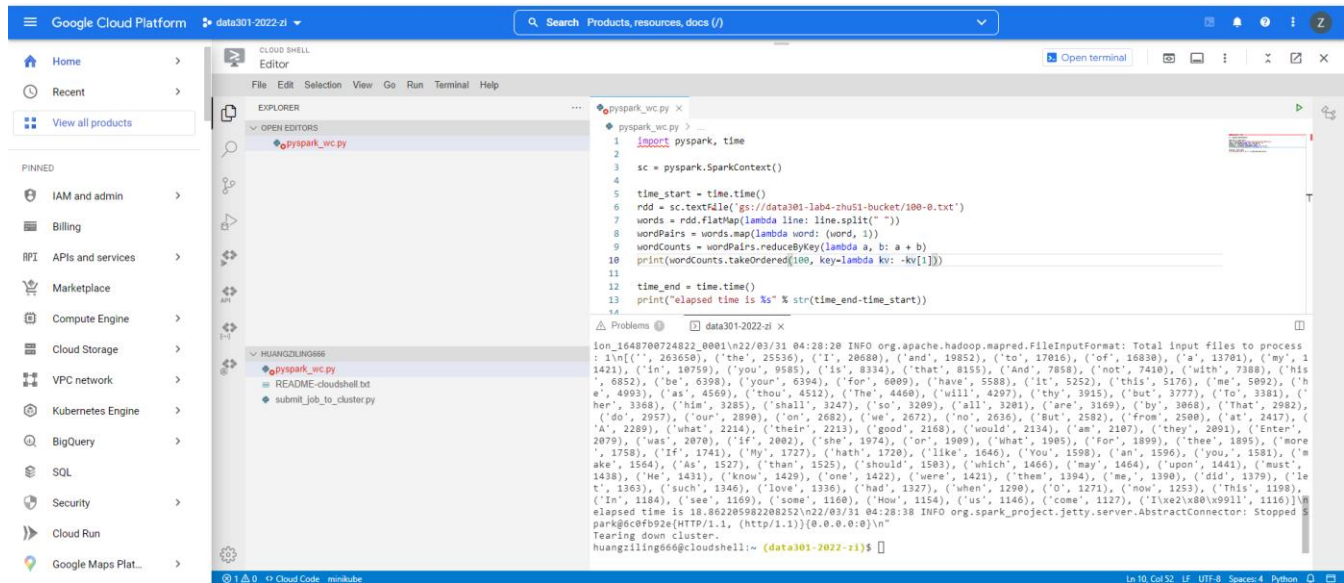 Google Cloud Platform
data301-2022-zi
Search Products, resources, docs (/)
Z
Home
Recent
View all products
PINNED
IAM and admin
Billing
API APIs and services
Marketplace
Compute Engine
Cloud Storage
VPC network
Kubernetes Engine
BigQuery
SQL
Security
Cloud Run
Google Maps Plat...
CLOUD SHELL
Editor
Open terminal
File Edit Selection View Go Run Terminal Help
EXPLORER
OPEN EDITORS
pyspark_wc.py
HUANGZILING666
pyspark_wc.py
README-cloudshell.txt
submit_job_to_cluster.py
pyspark_wc.py
pyspark_wc.py > ...
1 import pyspark, time
2
3 sc = pyspark.SparkContext()
4
5 time_start = time.time()
6 rdd = sc.textFile('gs://data301-lab4-zhu51-bucket/100-0.txt')
7 words = rdd.flatMap(lambda line: line.split(" "))
8 wordPairs = words.map(lambda word: (word, 1))
9 wordCounts = wordPairs.reduceByKey(lambda a, b: a + b)
10 print(wordCounts.takeOrdered(100, key=lambda kv: -kv[1]))
11
12 time_end = time.time()
13 print("elapsed time is %s" % str(time_end-time_start))
14
Problems
data301-2022-zi
ion_1648700724822_0001\n22/03/31 04:28:20 INFO org.apache.hadoop.mapred.FileInputFormat: Total input files to process
: 1\n[('', 263650), ('the', 25536), ('I', 20680), ('and', 19852), ('to', 17016), ('of', 16830), ('a', 13701), ('my', 1
1421), ('in', 10759), ('you', 9585), ('is', 8334), ('that', 8155), ('And', 7858), ('not', 7410), ('with', 7388), ('his
', 6852), ('be', 6398), ('your', 6394), ('for', 6009), ('have', 5588), ('it', 5252), ('this', 5176), ('me', 5092), ('h
e', 4993), ('as', 4569), ('thou', 4512), ('The', 4460), ('will', 4297), ('thy', 3915), ('but', 3777), ('To', 3381), ('
her', 3368), ('him', 3285), ('shall', 3247), ('so', 3209), ('all', 3201), ('are', 3169), ('by', 3068), ('That', 2982),
('do', 2957), ('our', 2890), ('on', 2682), ('we', 2672), ('no', 2636), ('But', 2582), ('from', 2500), ('at', 2417), (
'A', 2289), ('what', 2214), ('their', 2213), ('good', 2168), ('would', 2134), ('am', 2107), ('they', 2091), ('Enter',
2079), ('was', 2070), ('if', 2002), ('she', 1974), ('or', 1909), ('What', 1905), ('For', 1899), ('thee', 1895), ('more
', 1758), ('If', 1741), ('My', 1727), ('hath', 1720), ('like', 1646), ('You', 1598), ('an', 1596), ('you,', 1581), ('m
ake', 1564), ('As', 1527), ('than', 1525), ('should', 1503), ('which', 1466), ('may', 1464), ('upon', 1441), ('must',
1438), ('He', 1431), ('know', 1429), ('one', 1422), ('were', 1421), ('them', 1394), ('me,', 1390), ('did', 1379), ('le
t', 1363), ('such', 1346), ('love', 1336), ('had', 1327), ('when', 1290), ('O', 1271), ('now', 1253), ('This', 1198),
('In', 1184), ('see', 1169), ('some', 1160), ('How', 1154), ('us', 1146), ('come', 1127), ('I\xe2\x80\x99ll', 1116)]\n
elapsed time is 18.862205982208252\n22/03/31 04:28:38 INFO org.spark_project.jetty.server.AbstractConnector: Stopped S
park@6c0fb92e{HTTP/1.1, (http/1.1)}{0.0.0.0:0}\n"
Tearing down cluster.
huangziling666@cloudshell:~ (data301-2022-zi)$
1 0 Cloud Code minikube
Ln 10, Col 52 LF UTF-8 Spaces: 4 Python